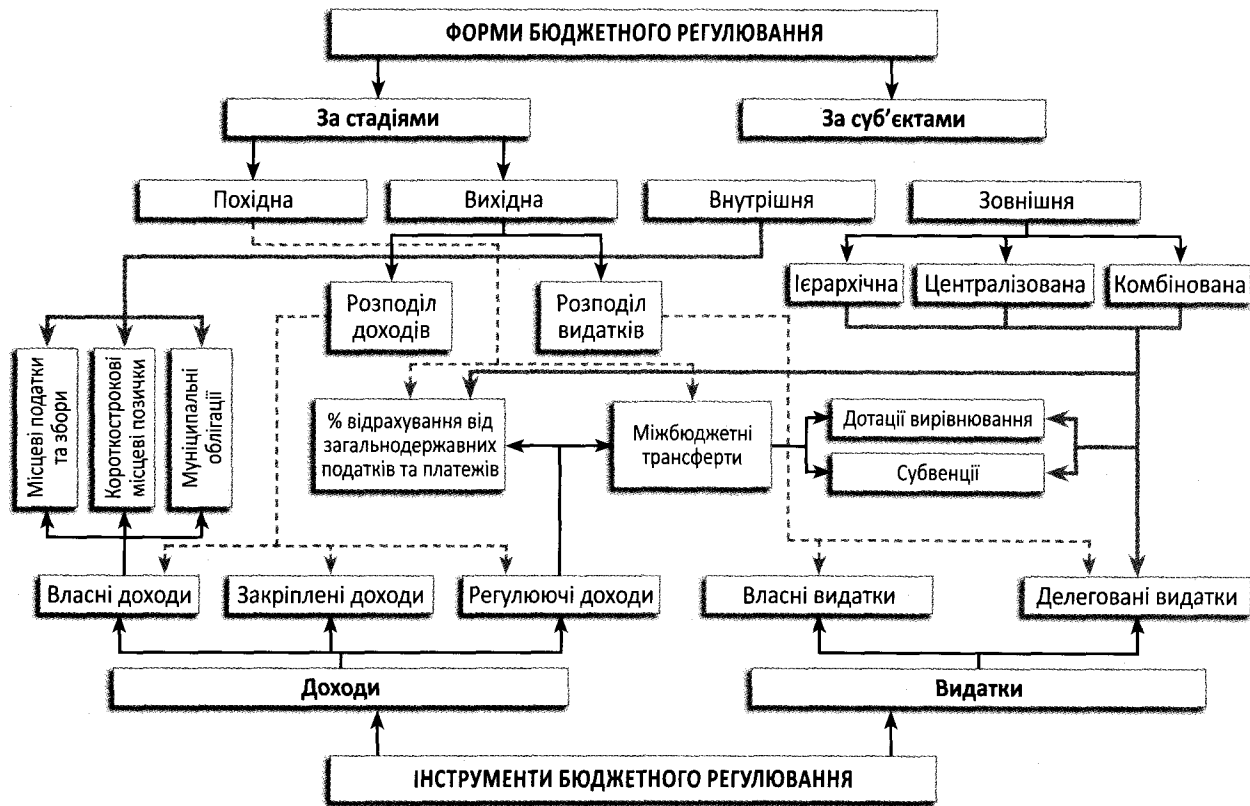 ФОРМИ БЮДЖЕТНОГО РЕГУЛЮВАННЯ
За стадіями
За суб’єктами
Похідна
Вихідна
Внутрішня
Зовнішня
Ієрархічна
Централізована
Комбінована
Розподіл
доходів
Розподіл
видатків
Місцеві податки
та збори
Короткострокові
місцеві позички
Муніципальні
облігації
% відрахування від
загальнодержавних
податків та платежів
Міжбюджетні
трансферти
Дотації вирівнювання
Субвенції
Власні доходи
Закріплені доходи
Регулюючі доходи
Власні видатки
Делеговані видатки
Доходи
Видатки
ІНСТРУМЕНТИ БЮДЖЕТНОГО РЕГУЛЮВАННЯ